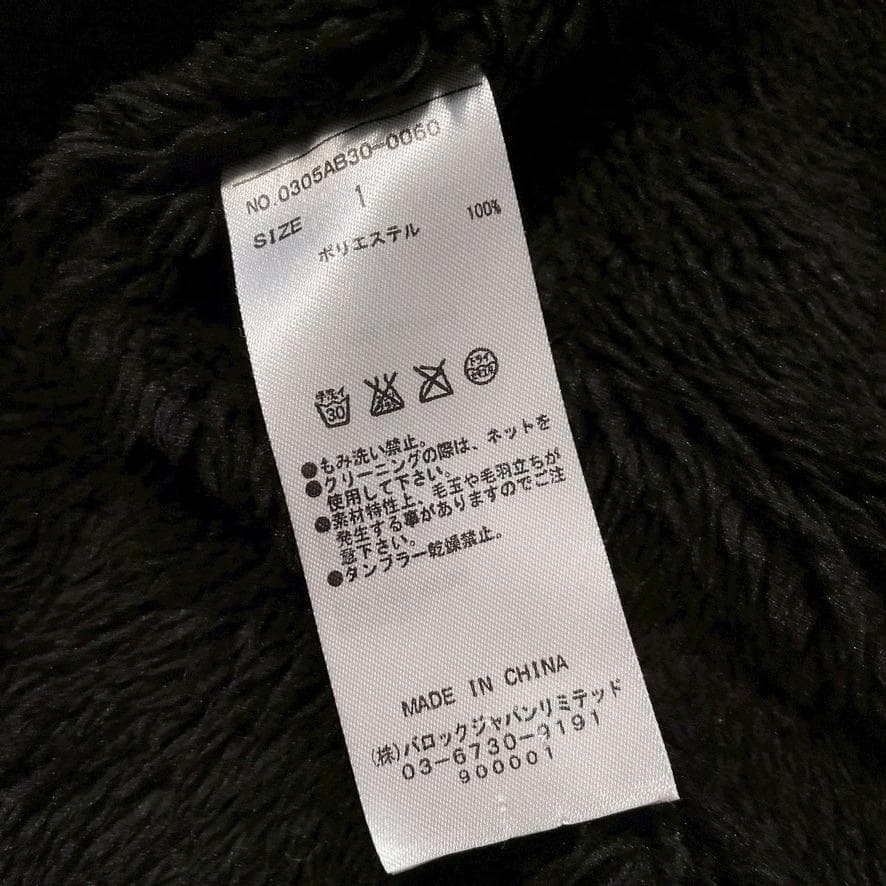 NO.0305AB30-0060
SIZE 1
ポリエステル 100%
手洗イ
30
ドライ
●もみ洗い禁止。
●クリーニングの際は、ネットを
使用して下さい。
●素材特性上、毛玉や毛羽立ちが
発生する事がありますのでご注
意下さい。
●タンブラー乾燥禁止。
MADE IN CHINA
(株)バロックジャパンリミテッド
03-6730-9191
900001